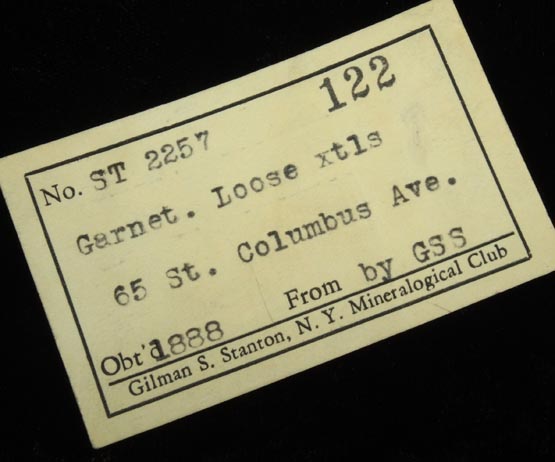 122
No. ST 2257
Garnet. Loose xtls
65 St. Columbus Ave.
Obt'd 1888 From by GSS
Gilman S. Stanton, N. Y. Mineralogical Club